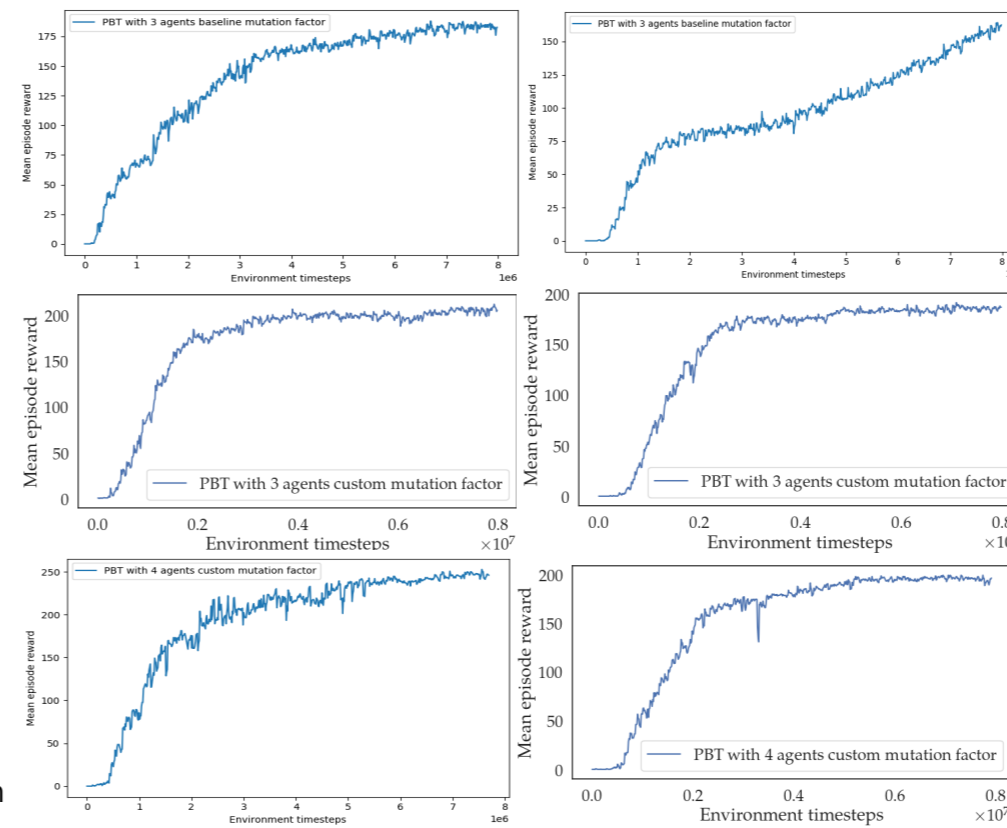 PBT with 3 agents baseline mutation factor
Mean episode reward
175
150
125
100
75
50
25
0
0 1 2 3 4 5 6 7 8
1e6
Environment timesteps
PBT with 3 agents baseline mutation factor
Mean episode reward
150
125
100
75
50
25
0
0 1 2 3 4 5 6 7 8
Environment timesteps
Mean episode reward
200
150
100
50
0
PBT with 3 agents custom mutation factor
0.0 0.2 0.4 0.6 0.8
Environment timesteps
×10⁷
Mean episode reward
200
150
100
50
0
PBT with 3 agents custom mutation factor
0.0 0.2 0.4 0.6 0.8
Environment timesteps
×10
PBT with 4 agents custom mutation factor
Mean episode reward
250
200
150
100
50
0
0 1 2 3 4 5 6 7 8
1e6
Environment timesteps
Mean episode reward
200
150
100
50
0
PBT with 4 agents custom mutation factor
0.0 0.2 0.4 0.6 0.8
Environment timesteps
×10⁷